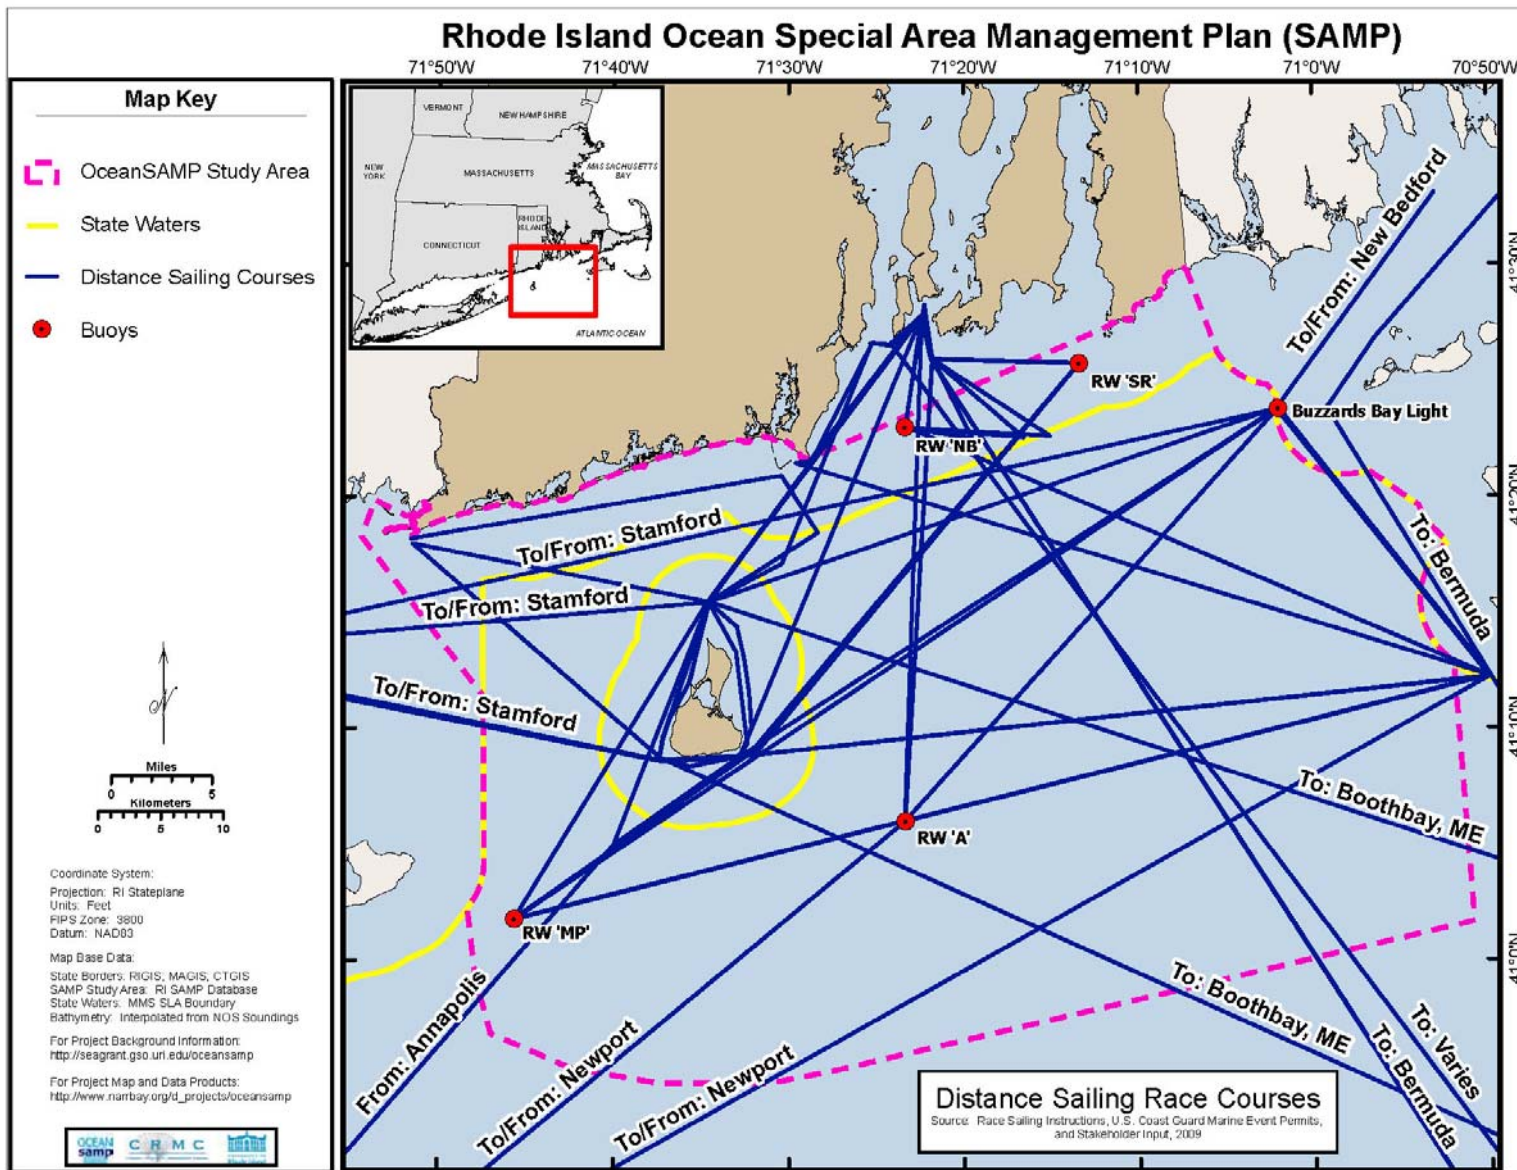 Rhode Island Ocean Special Area Management Plan (SAMP)
71°50'W
71°40'W
71°30'W
71°20'W
71°10'W
71°0'W
70°50'W
Map Key
OceanSAMP Study Area
State Waters
Distance Sailing Courses
Buoys
VERMONT
NEW HAMPSHIRE
NEW
YORK
MASSACHUSETTS
MASSACHUSETTS
BAY
RHODE
ISLAND
CONNECTICUT
ATLANTIC OCEAN
To/From: New Bedford
41°30'N
RW 'SR'
Buzzards Bay Light
RW 'NB'
41°20'N
To/From: Stamford
To: Bermuda
To/From: Stamford
To/From: Stamford
41°10'N
To: Boothbay, ME
RW 'A'
RW 'MP'
41°0'N
To: Boothbay, ME
From: Annapolis
To/From: Newport
To/From: Newport
To: Varies
To: Bermuda
Miles
0 5
Kilometers
0 5 10
Coordinate System:
Projection: RI Stateplane
Units: Feet
FIPS Zone: 3800
Datum: NAD83
Map Base Data:
State Borders: RIGIS, MAGIS, CTGIS
SAMP Study Area: RI SAMP Database
State Waters: MMS SLA Boundary
Bathymetry: Interpolated from NOS Soundings
For Project Background Information:
http://seagrant.gso.uri.edu/oceansamp
For Project Map and Data Products:
http://www.narrbay.org/d_projects/oceansamp
OCEAN
samp
CRMC
Distance Sailing Race Courses
Source: Race Sailing Instructions, U.S. Coast Guard Marine Event Permits,
and Stakeholder Input, 2009